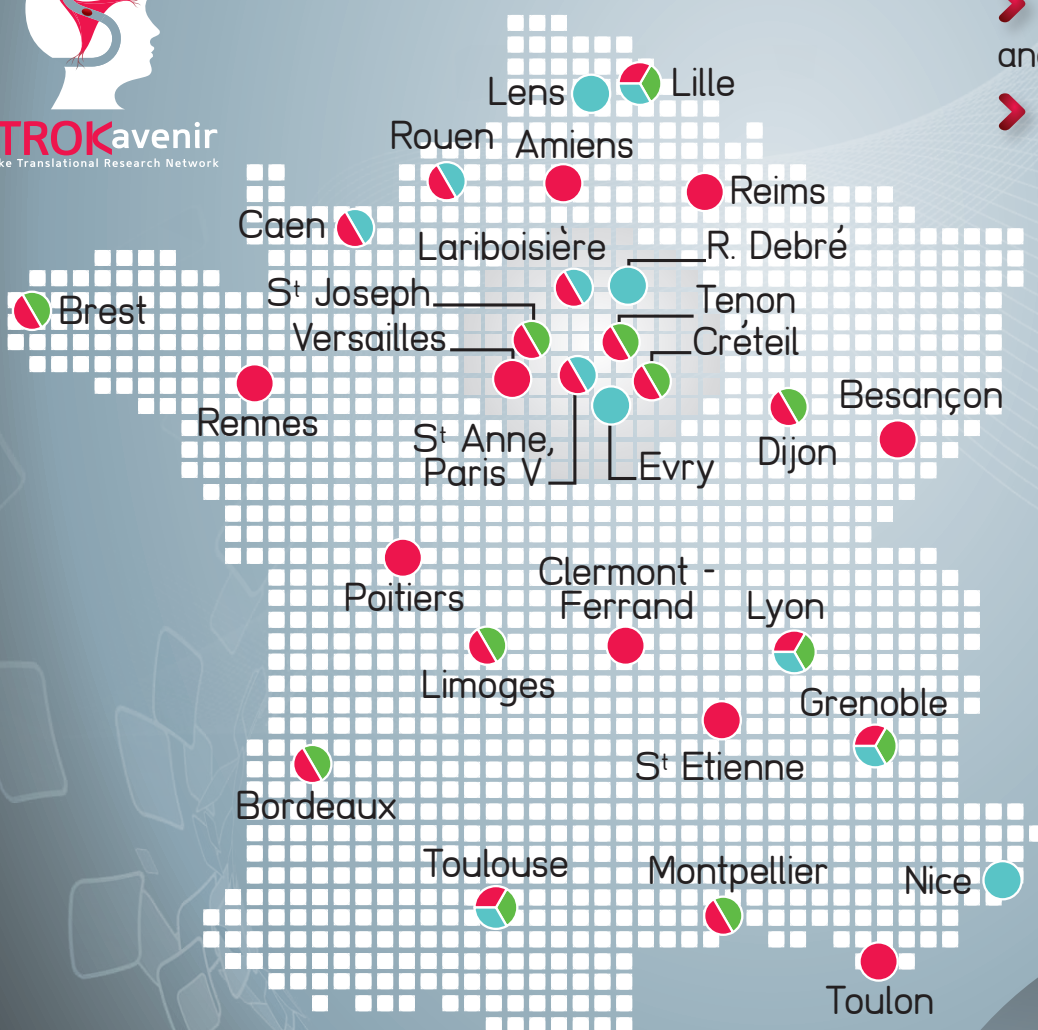 TROKavenir
ke Translational Research Network
an
Lens
Lille
Rouen
Amiens
Reims
Caen
Lariboisière
R. Debré
St Joseph
Tenon
Brest
Versailles
Créteil
Rennes
Besançon
St Anne,
Paris V
Evry
Dijon
Poitiers
Clermont -
Ferrand
Lyon
Limoges
Grenoble
St Etienne
Bordeaux
Toulouse
Montpellier
Nice
Toulon